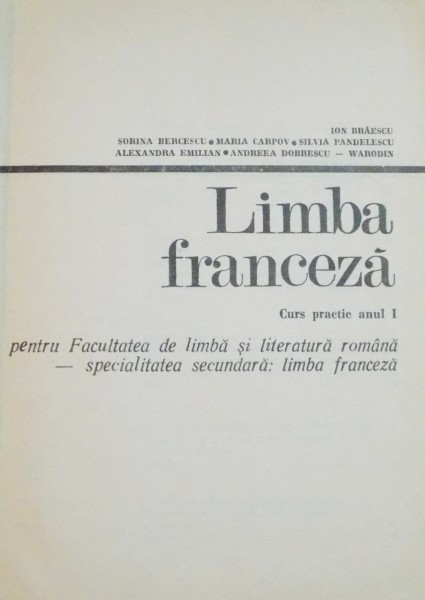 ION BRĂESCU
SORINA BERCESCU ● MARIA CARPOV ● SILVIA PANDELESCU
ALEXANDRA EMILIAN ● ANDREEA DOBRESCU — WARODIN
Limba
franceză
Curs practic anul I
pentru Facultatea de limbă și literatură română
— specialitatea secundară: limba franceză